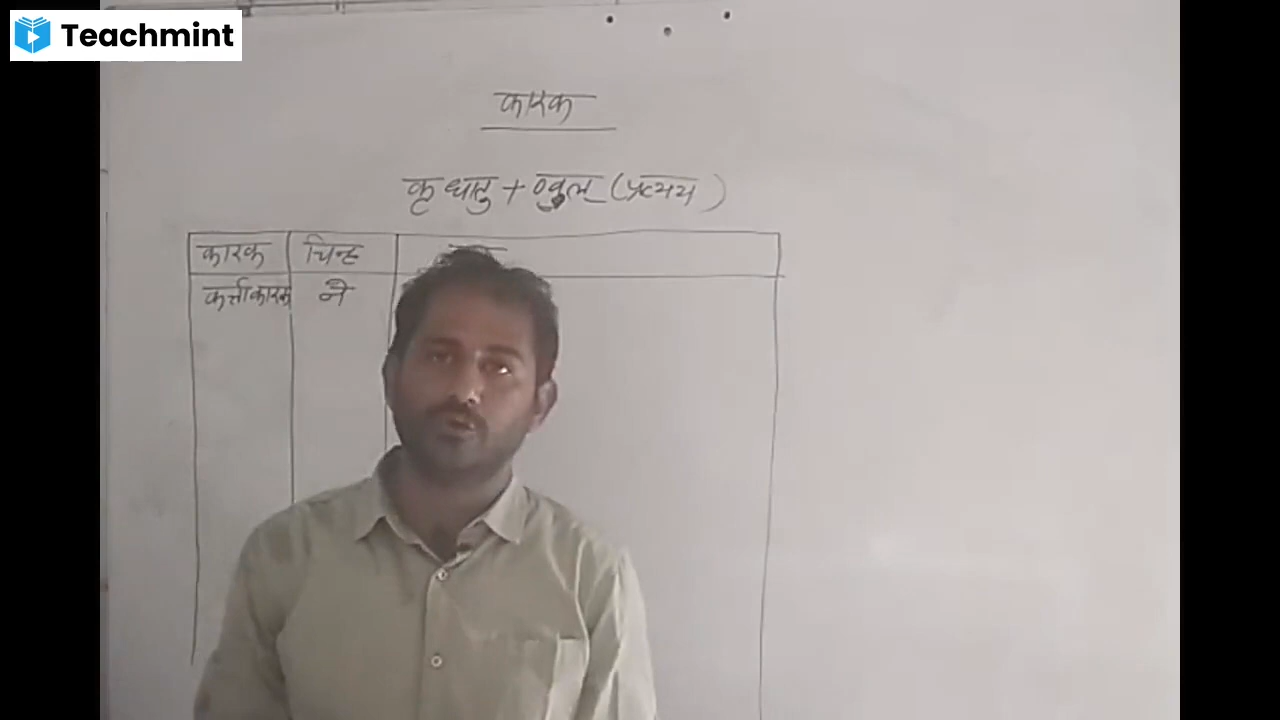 Teachmint
कारक
कृ धातु + ण्वुल् (प्रत्यय)
कारक चिन्ह
कर्त्ता कारक ने